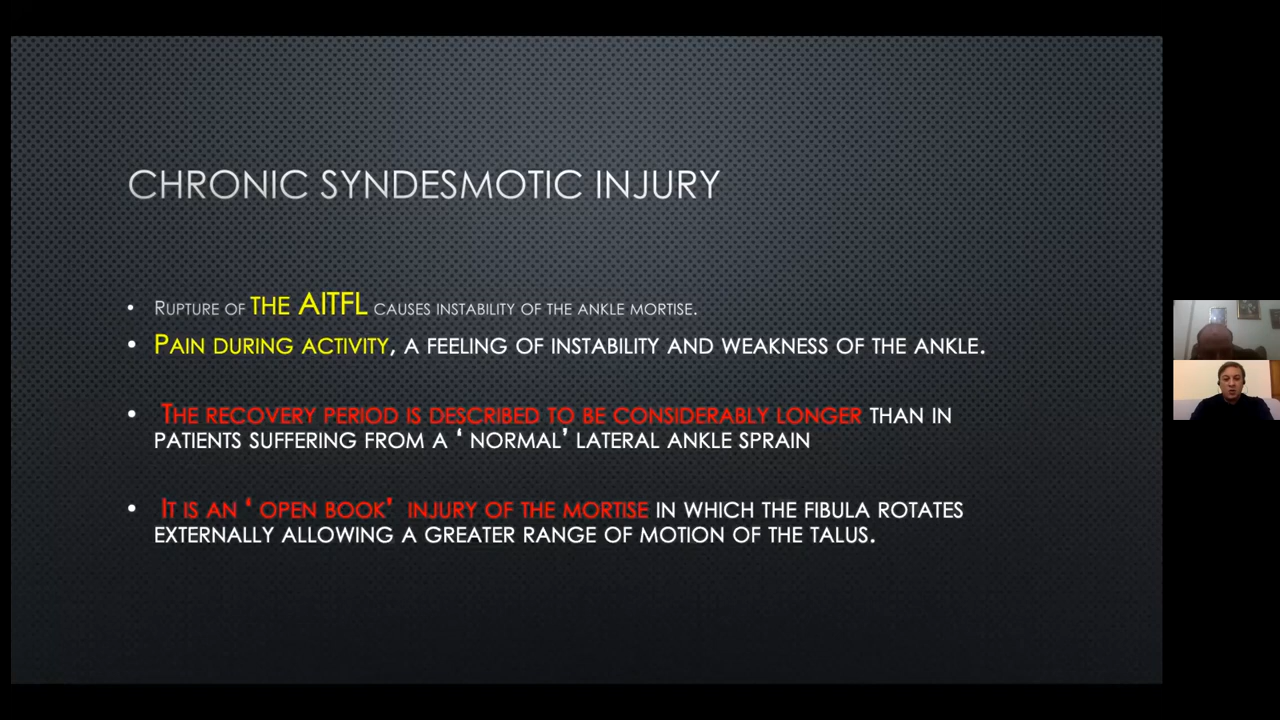 CHRONIC SYNDESMOTIC INJURY
• RUPTURE OF THE AITFL CAUSES INSTABILITY OF THE ANKLE MORTISE.
• PAIN DURING ACTIVITY, A FEELING OF INSTABILITY AND WEAKNESS OF THE ANKLE.
• THE RECOVERY PERIOD IS DESCRIBED TO BE CONSIDERABLY LONGER THAN IN
PATIENTS SUFFERING FROM A ‘ NORMAL’ LATERAL ANKLE SPRAIN
• IT IS AN ‘ OPEN BOOK’ INJURY OF THE MORTISE IN WHICH THE FIBULA ROTATES
EXTERNALLY ALLOWING A GREATER RANGE OF MOTION OF THE TALUS.